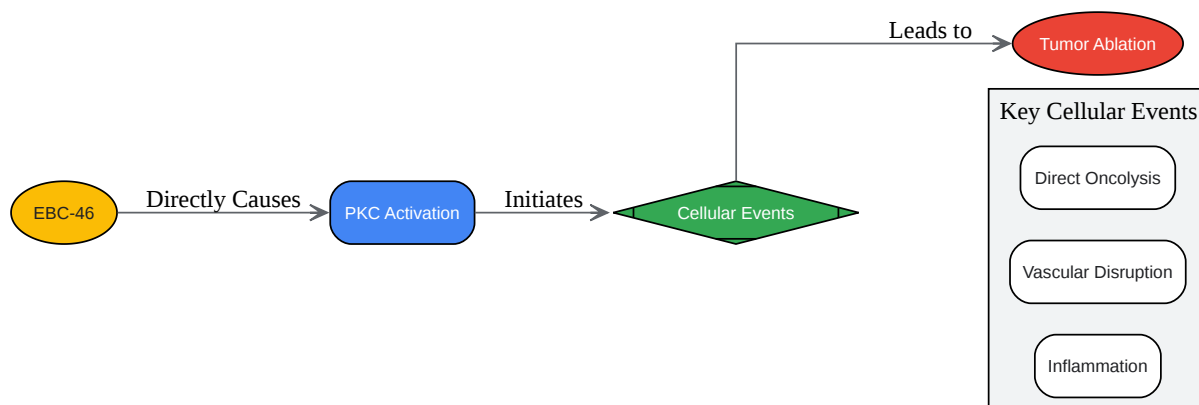 Leads to
Tumor Ablation
Key Cellular Events
Direct Oncolysis
EBC-46
Directly Causes
PKC Activation
Initiates
Cellular Events
Vascular Disruption
Inflammation